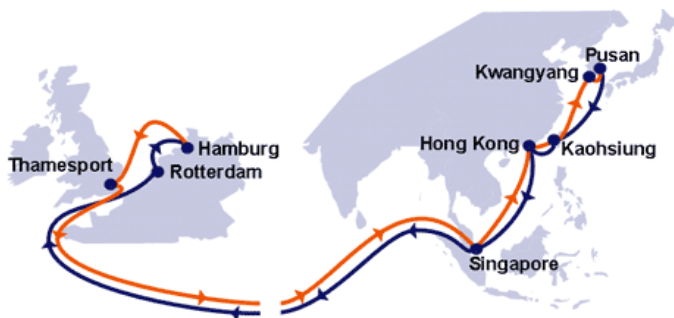 Pusan
Kwangyang
Hong Kong
Kaohsiung
Hamburg
Thamesport
Rotterdam
Singapore